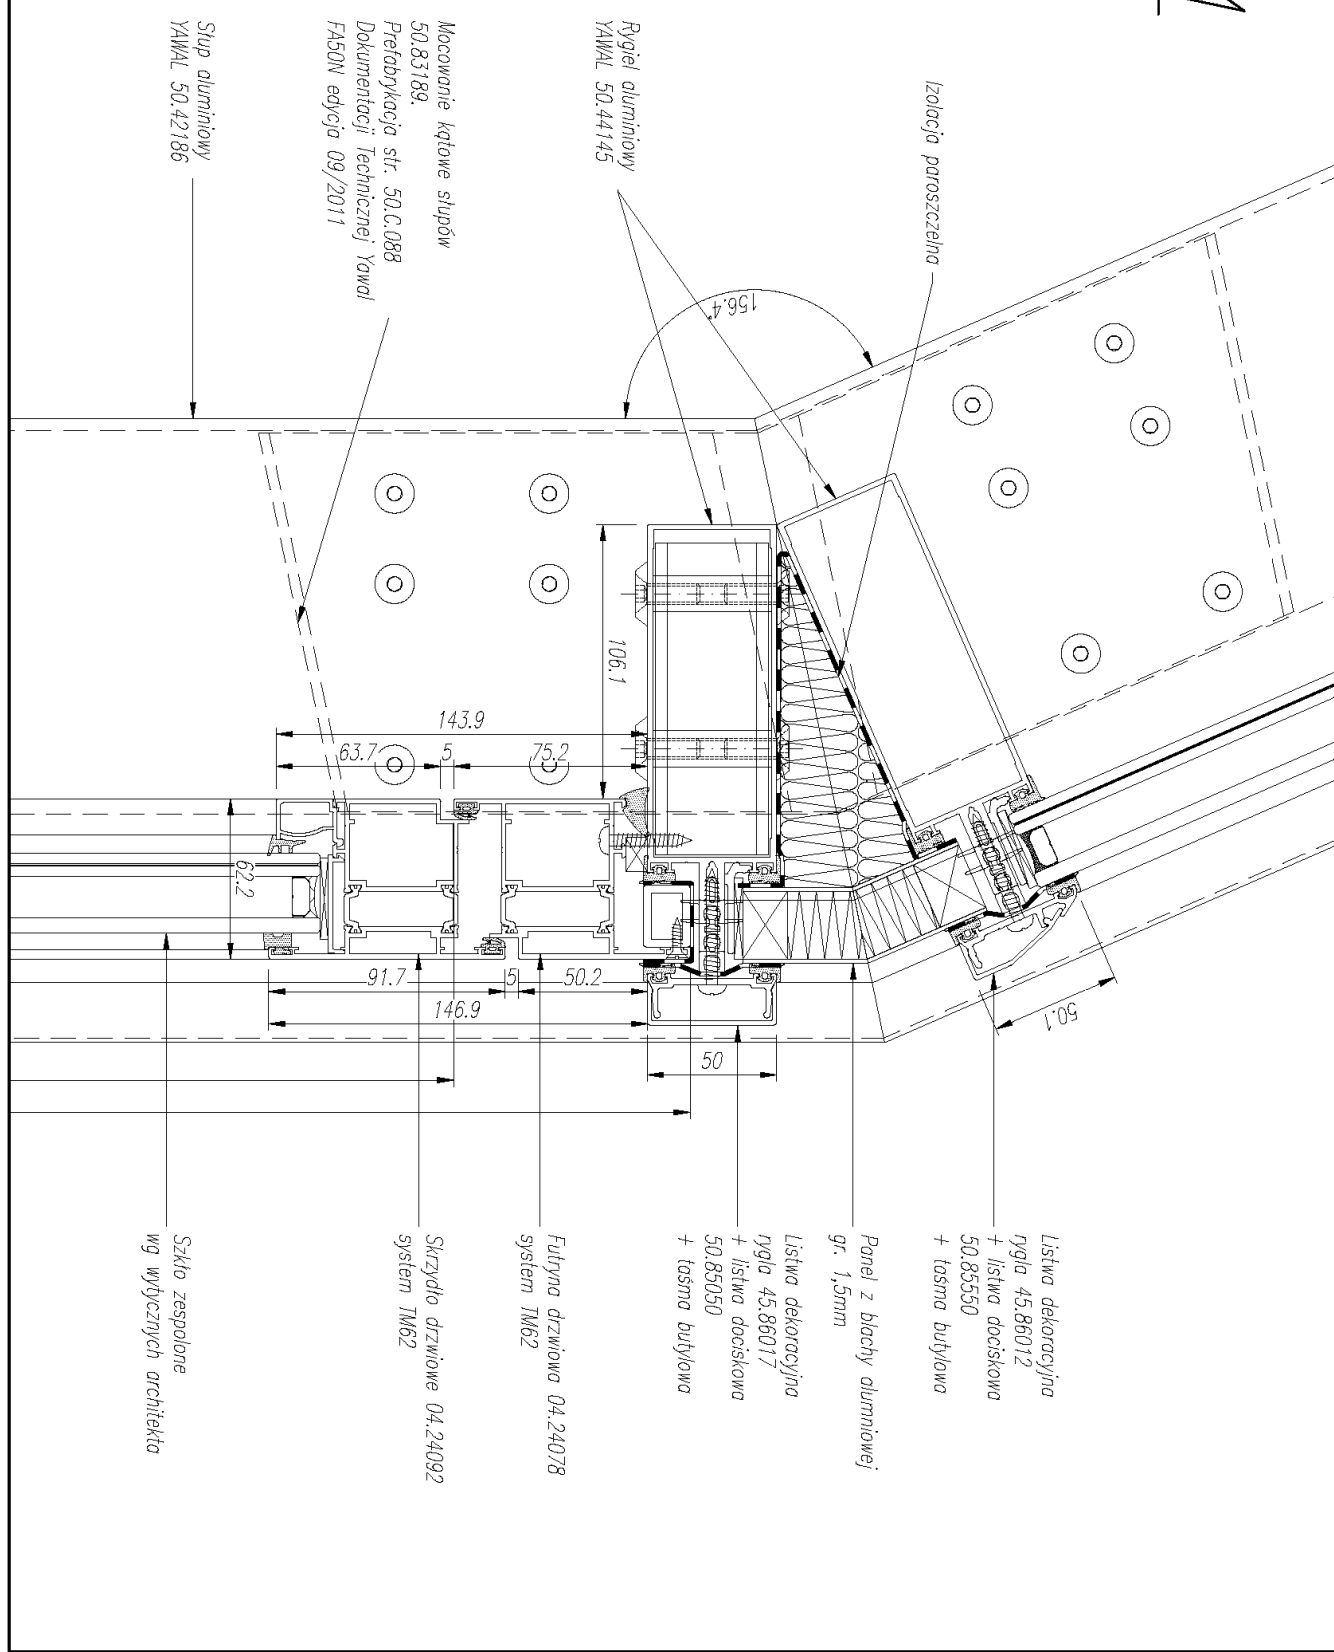 Izolacja paroszczelna
Rygiel aluminiowy
YAWAL 50.44145
Mocowanie kątowe słupów
50.83189.
Prefabrykacja str. 50.C.088
Dokumentacji Technicznej Yawal
FA50N edycja 09/2011
Słup aluminiowy
YAWAL 50.42186
156.4°
106.1
143.9
63.7
5
75.2
62.2
91.7
5
50.2
146.9
50
50.1
Listwa dekoracyjna
rygla 45.86012
+ listwa dociskowa
50.85550
+ taśma butylowa
Panel z blachy alumniowej
gr. 1,5mm
Listwa dekoracyjna
rygla 45.86017
+ listwa dociskowa
50.85050
+ taśma butylowa
Futryna drzwiowa 04.24078
system TM62
Skrzydło drzwiowe 04.24092
system TM62
Szkło zespolone
wg wytycznych architekta